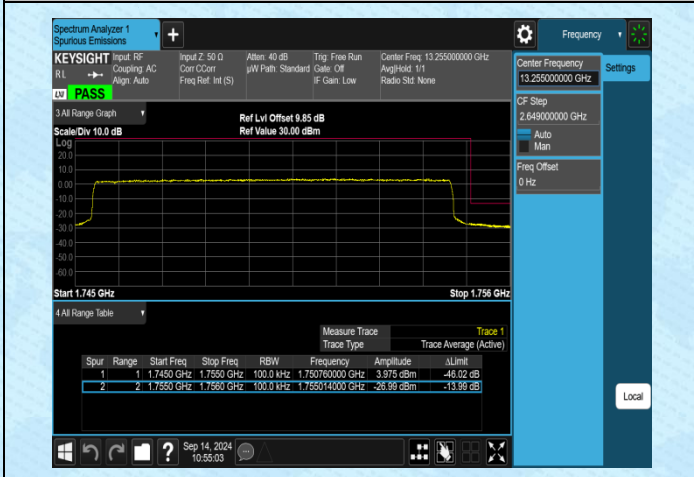 Spectrum Analyzer 1
Spurious Emissions
+
Frequency
KEYSIGHT
RL
LXI
PASS
Input: RF
Coupling: AC
Align: Auto
Input Z: 50 Ω
Corr CCorr
Freq Ref: Int (S)
Atten: 40 dB
µW Path: Standard
Trig: Free Run
Gate: Off
IF Gain: Low
Center Freq: 13.255000000 GHz
Avg|Hold: 1/1
Radio Std: None
Center Frequency
13.255000000 GHz
Settings
CF Step
2.649000000 GHz
Auto
Man
Freq Offset
0 Hz
3 All Range Graph
Scale/Div 10.0 dB
Ref Lvl Offset 9.85 dB
Ref Value 30.00 dBm
Log
20.0
10.0
0.00
-10.0
-20.0
-30.0
-40.0
-50.0
-60.0
Start 1.745 GHz
Stop 1.756 GHz
4 All Range Table
Measure Trace Trace 1
Trace Type Trace Average (Active)
Spur Range Start Freq Stop Freq RBW Frequency Amplitude ΔLimit
1 1 1.7450 GHz 1.7550 GHz 100.0 kHz 1.750760000 GHz 3.975 dBm -46.02 dB
2 2 1.7550 GHz 1.7560 GHz 100.0 kHz 1.755014000 GHz -26.99 dBm -13.99 dB
Local
?
Sep 14, 2024
10:55:03